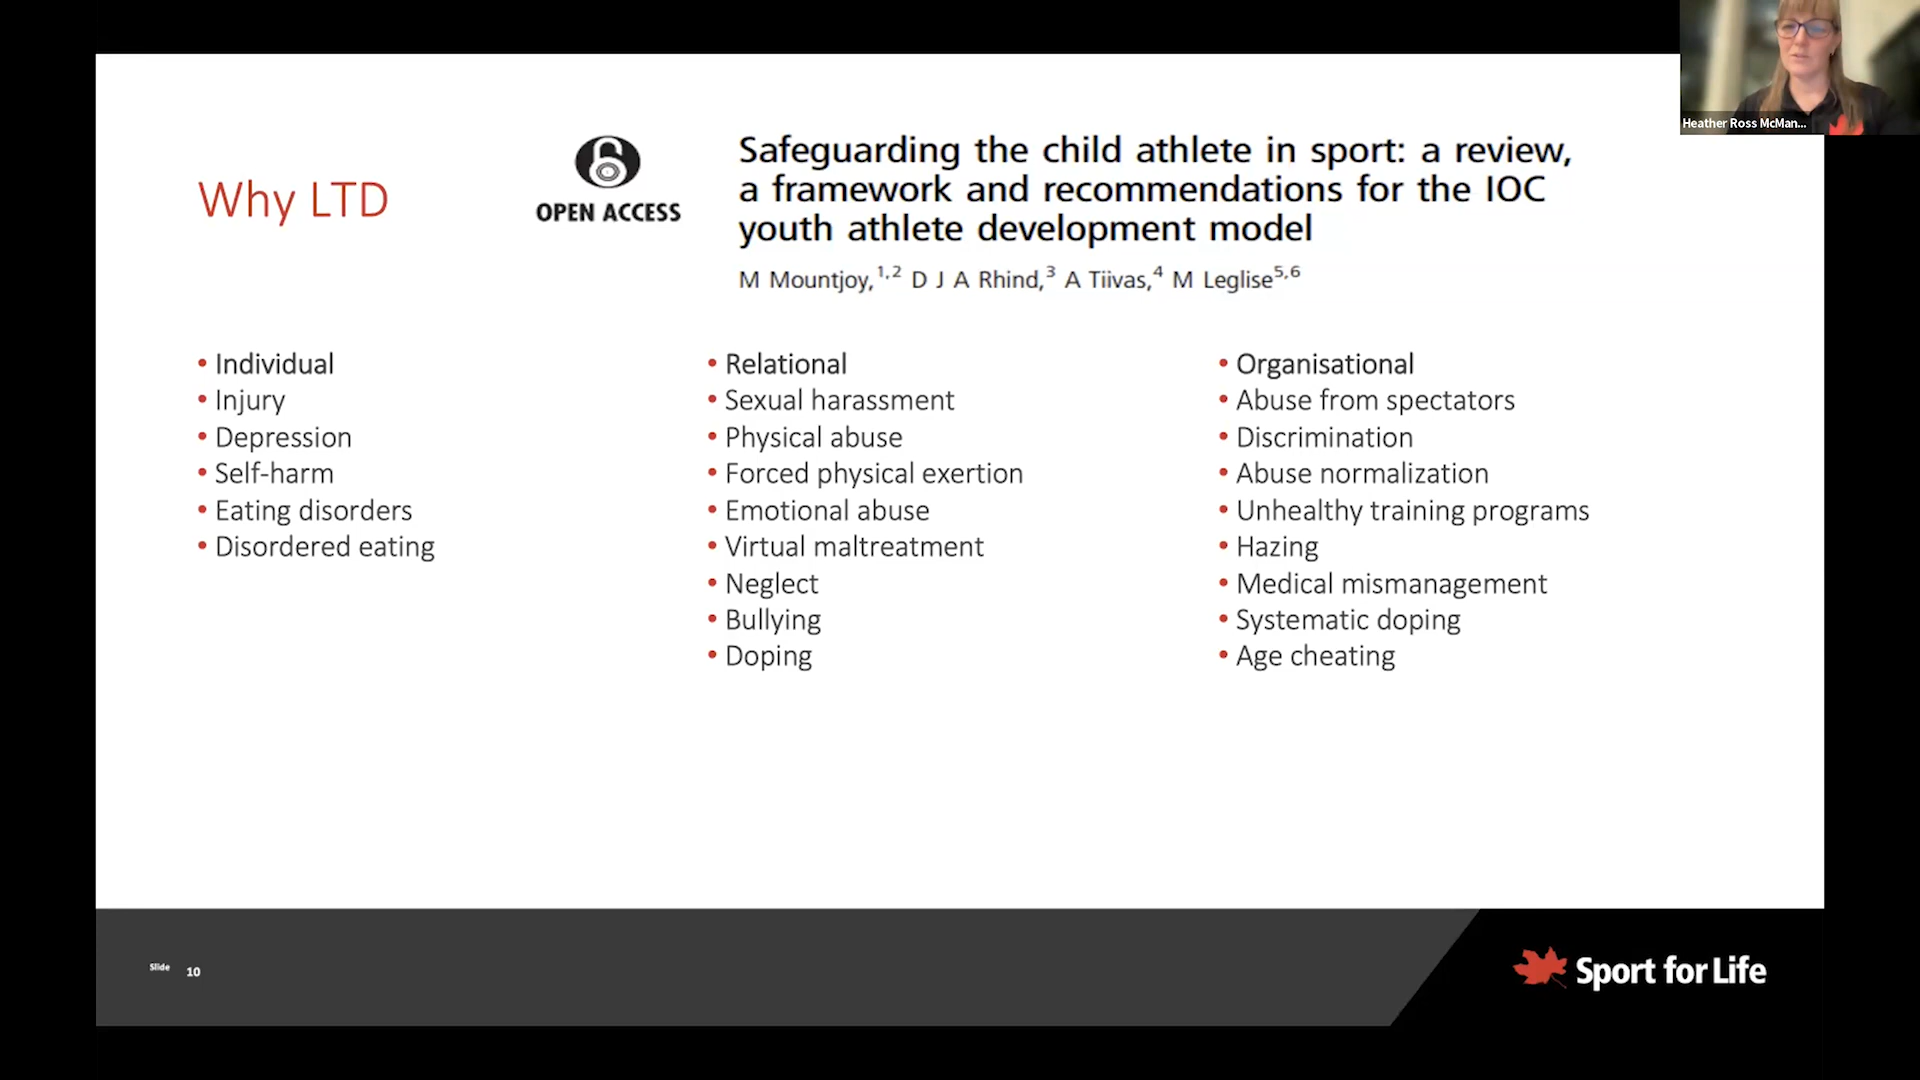 Heather Ross McMan...
Why LTD
OPEN ACCESS
Safeguarding the child athlete in sport: a review,
a framework and recommendations for the IOC
youth athlete development model
M Mountjoy,1,2 D J A Rhind,3 A Tiivas,4 M Leglise5,6
• Individual
• Injury
• Depression
• Self-harm
• Eating disorders
• Disordered eating
• Relational
• Sexual harassment
• Physical abuse
• Forced physical exertion
• Emotional abuse
• Virtual maltreatment
• Neglect
• Bullying
• Doping
• Organisational
• Abuse from spectators
• Discrimination
• Abuse normalization
• Unhealthy training programs
• Hazing
• Medical mismanagement
• Systematic doping
• Age cheating
Slide 10
Sport for Life